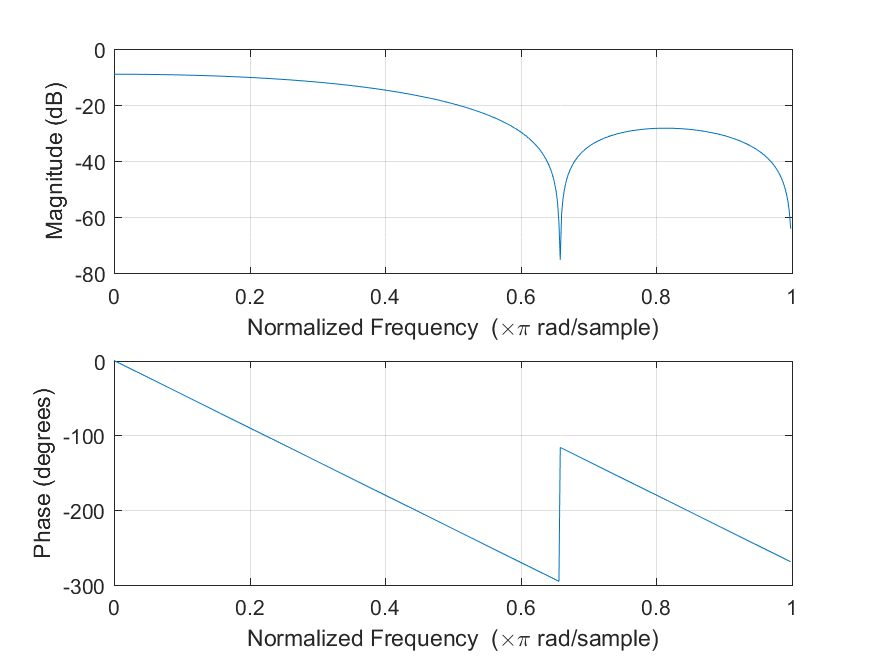 0
-20
-40
-60
-80
Magnitude (dB)
0 0.2 0.4 0.6 0.8 1
Normalized Frequency (×π rad/sample)
0
-100
-200
-300
Phase (degrees)
0 0.2 0.4 0.6 0.8 1
Normalized Frequency (×π rad/sample)